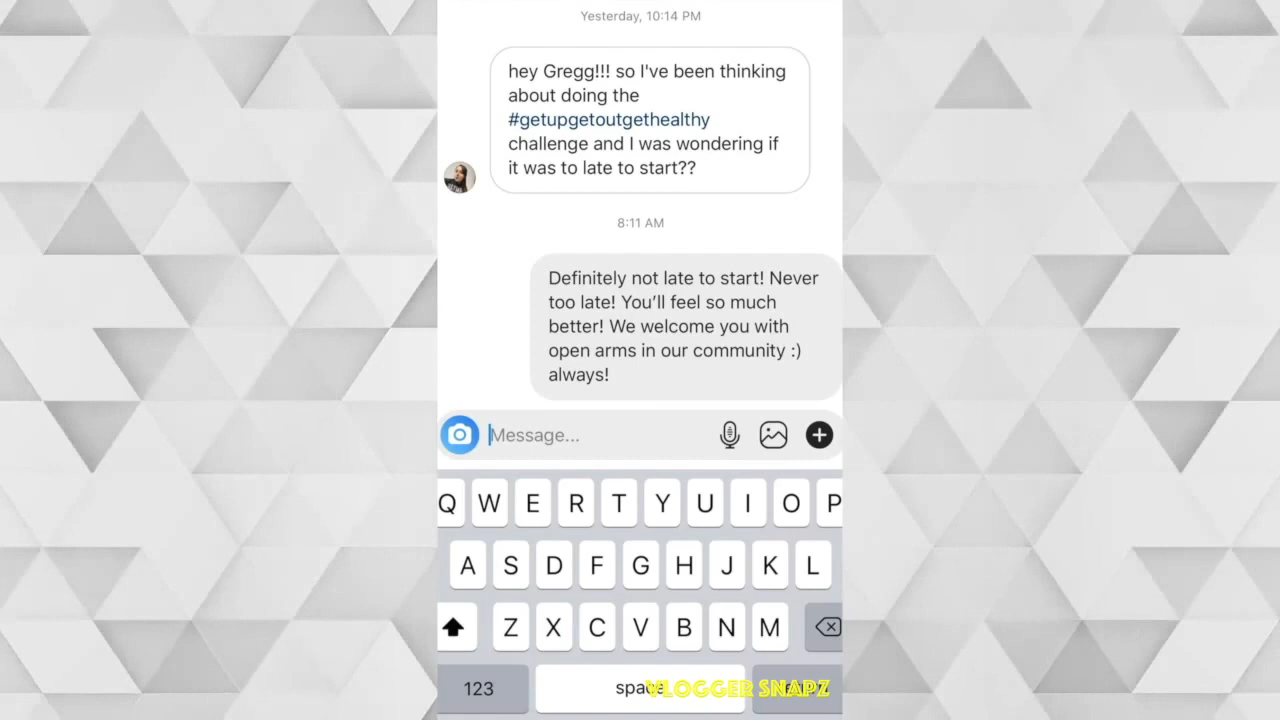 Yesterday, 10:14 PM
hey Gregg!!! so I've been thinking
about doing the
#getupgetoutgethealthy
challenge and I was wondering if
it was to late to start??
8:11 AM
Definitely not late to start! Never
too late! You'll feel so much
better! We welcome you with
open arms in our community :)
always!
Message...
Q W E R T Y U I O P
A S D F G H J K L
Z X C V B N M
123 space
VLOGGER SNAPZ